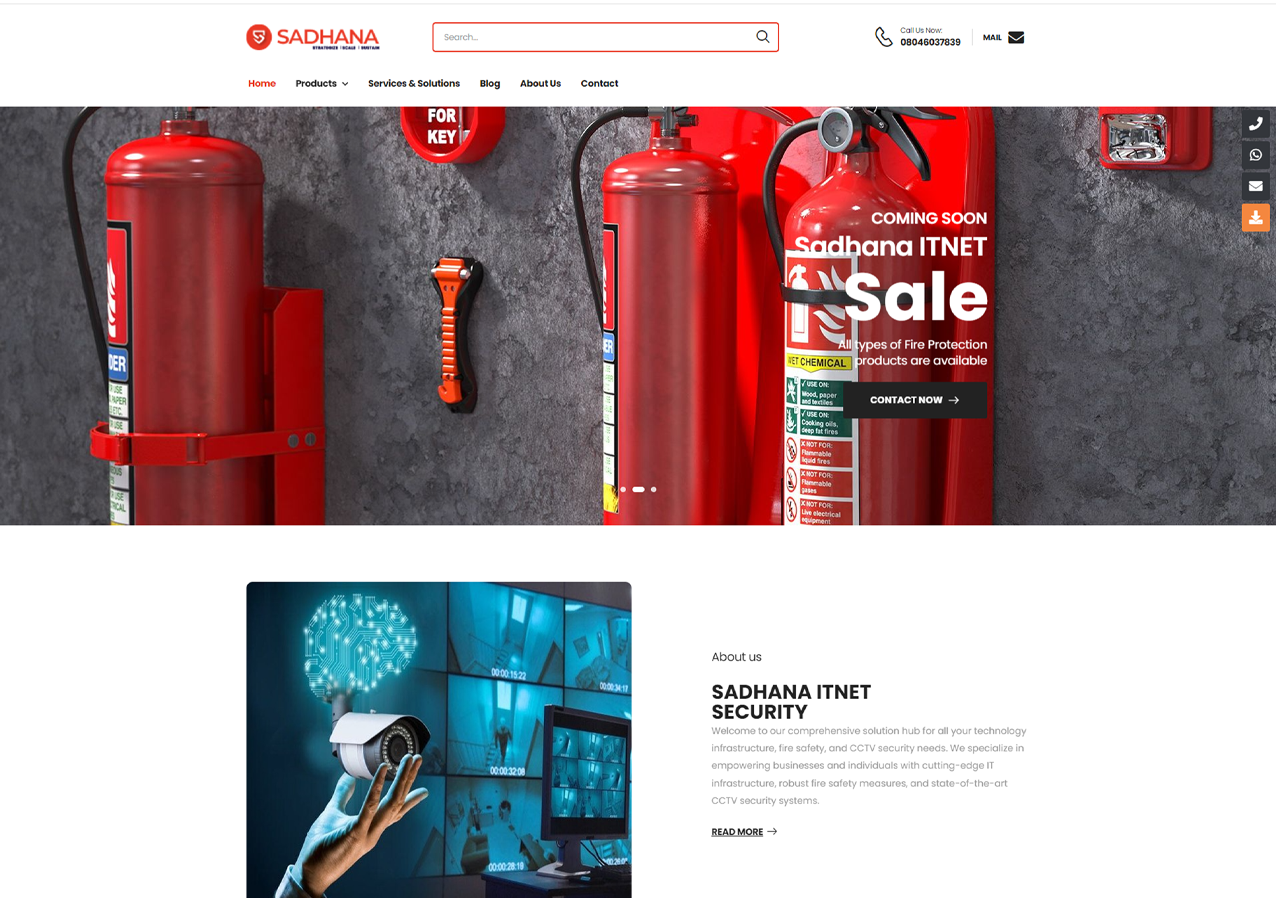 SADHANA
STRATEGIZE | SCALE | SUSTAIN
Search...
Call Us Now:
08046037839
MAIL
Home
Products
Services & Solutions
Blog
About Us
Contact
FOR
KEY
COMING SOON
Sadhana ITNET
Sale
All types of Fire Protection
products are available
CONTACT NOW
WET CHEMICAL
✓ USE ON:
Wood, paper
and textiles
✓ USE ON:
Cooking oils,
deep fat fires
X NOT FOR:
Flammable
liquid fires
X NOT FOR:
Flammable
gases
X NOT FOR:
Live electrical
equipment
00:00:15:22
00:00:34:17
00:00:32:08
00:00:28:19
About us
SADHANA ITNET
SECURITY
Welcome to our comprehensive solution hub for all your technology
infrastructure, fire safety, and CCTV security needs. We specialize in
empowering businesses and individuals with cutting-edge IT
infrastructure, robust fire safety measures, and state-of-the-art
CCTV security systems.
READ MORE